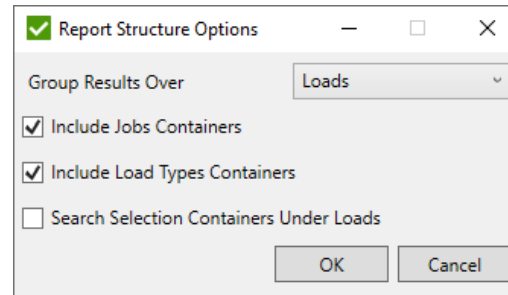 Report Structure Options
Group Results Over Loads
Include Jobs Containers
Include Load Types Containers
Search Selection Containers Under Loads
OK Cancel